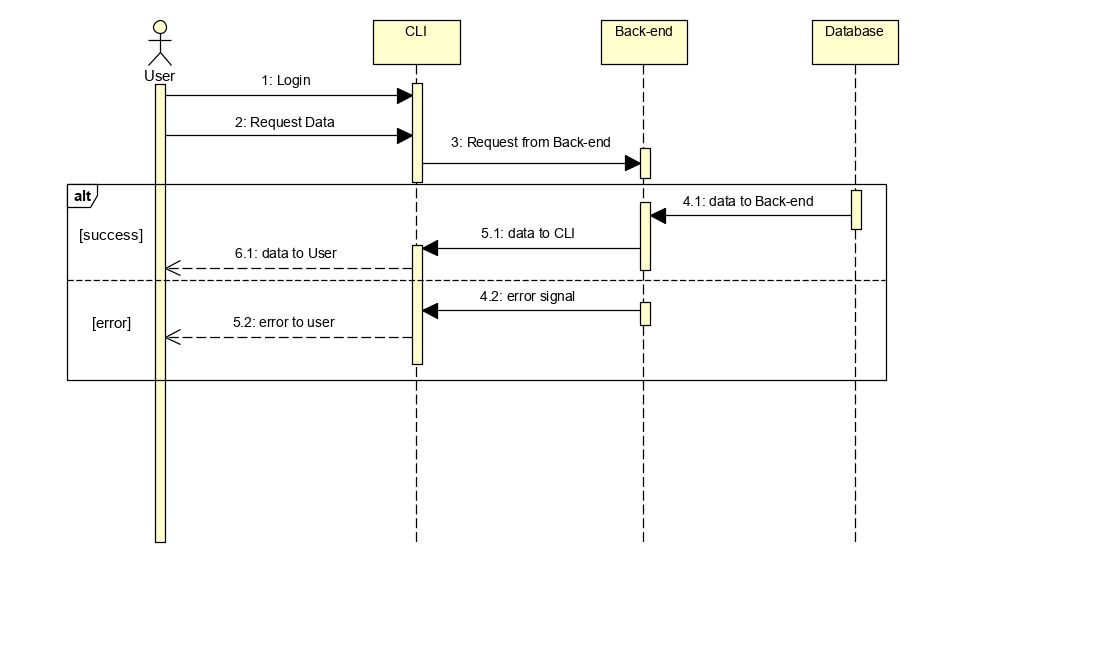 CLI
Back-end
Database
User
1: Login
2: Request Data
3: Request from Back-end
alt
4.1: data to Back-end
[success]
5.1: data to CLI
6.1: data to User
4.2: error signal
[error]
5.2: error to user